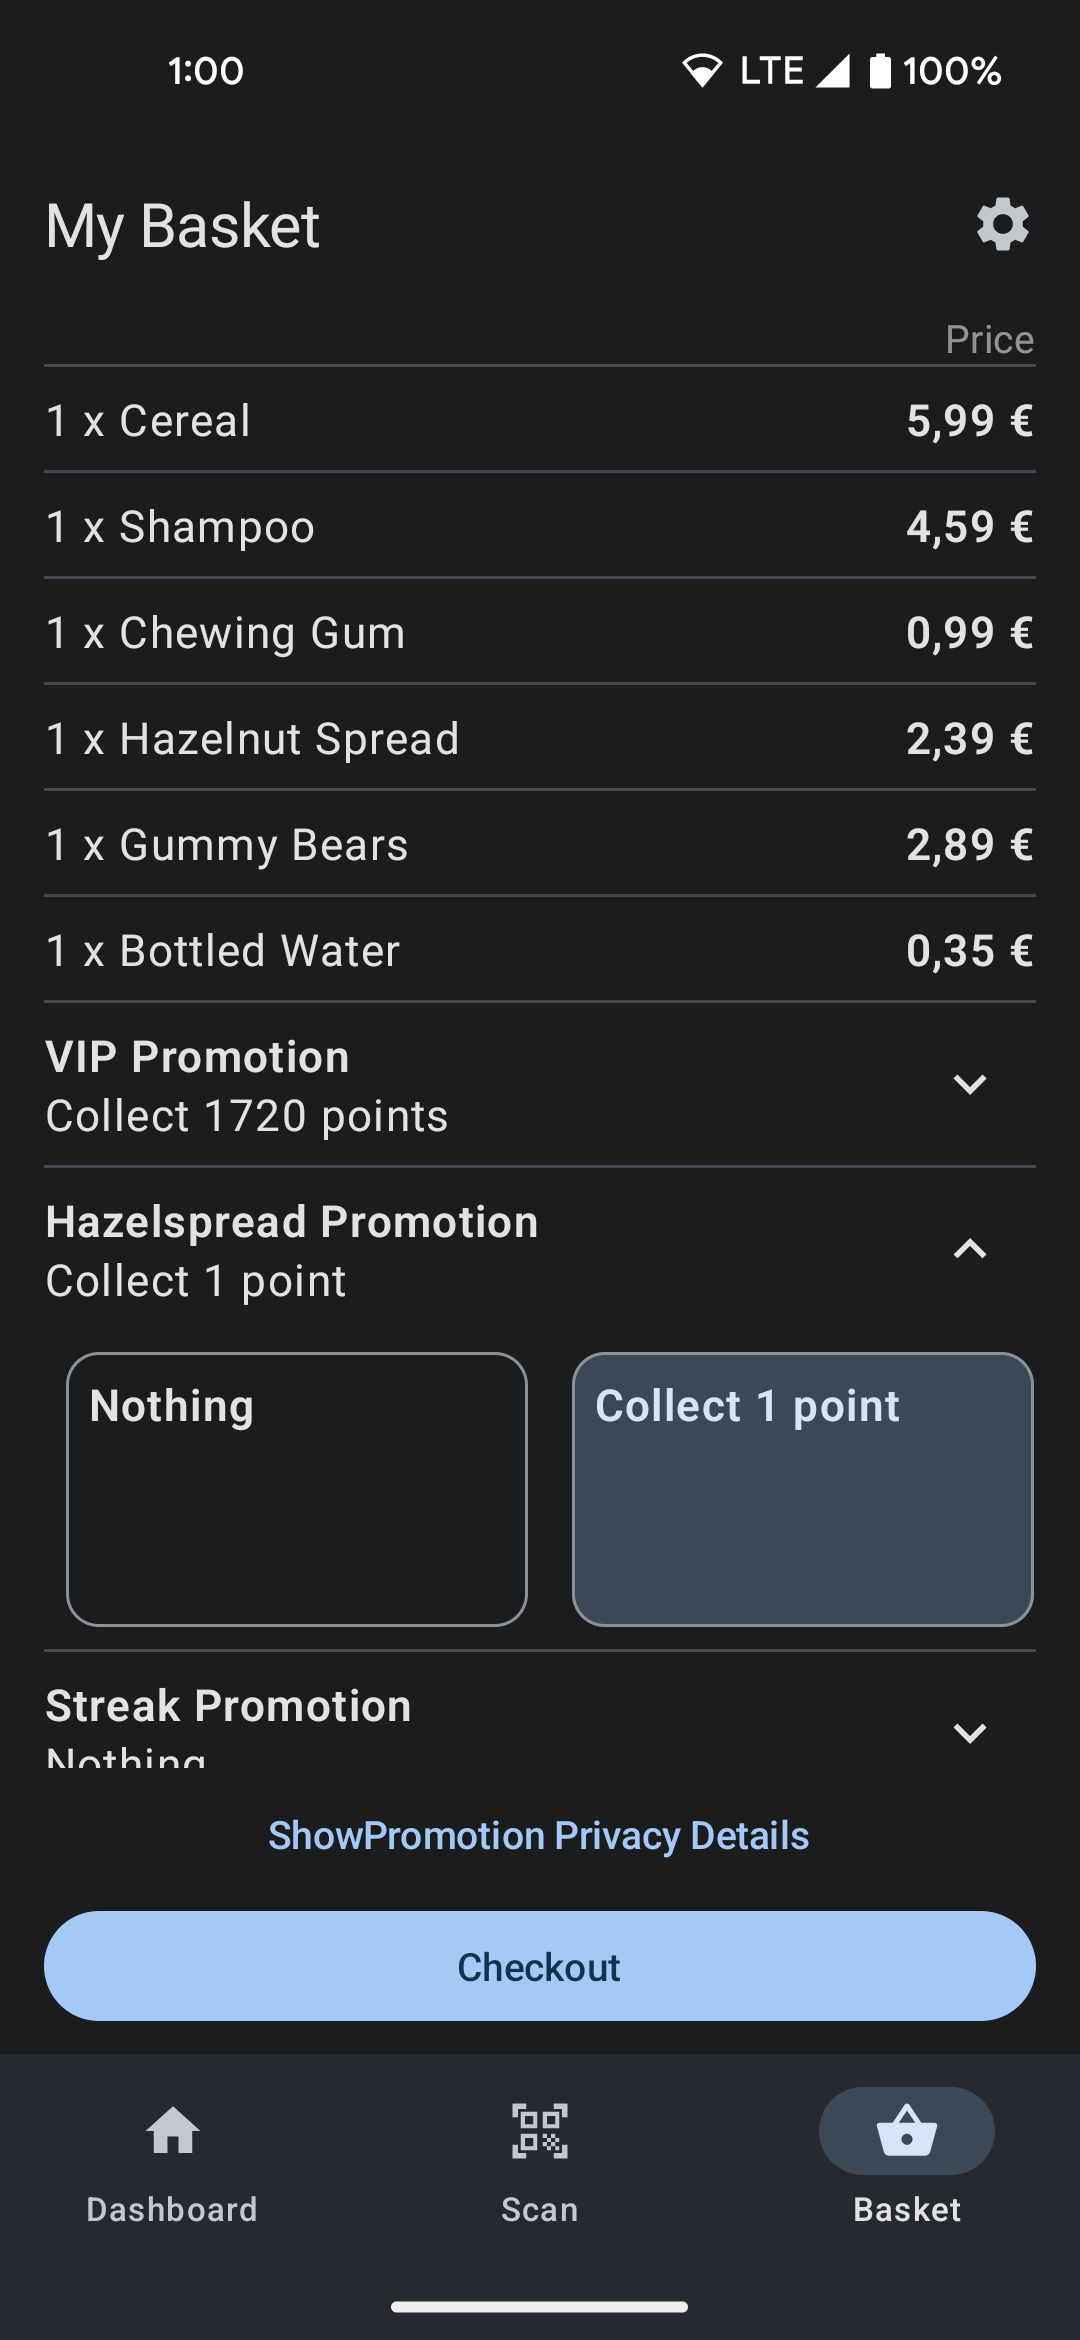 1:00 LTE 100%
My Basket
Price
1 x Cereal 5,99 €
1 x Shampoo 4,59 €
1 x Chewing Gum 0,99 €
1 x Hazelnut Spread 2,39 €
1 x Gummy Bears 2,89 €
1 x Bottled Water 0,35 €
VIP Promotion
Collect 1720 points
Hazelspread Promotion
Collect 1 point
Nothing Collect 1 point
Streak Promotion
Nothing
ShowPromotion Privacy Details
Checkout
Dashboard Scan Basket